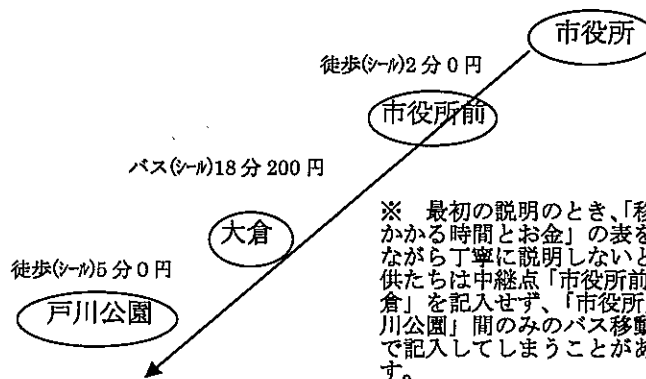 市役所
徒歩(シール)2分0円
市役所前
バス(シール)18分200円
大倉
徒歩(シール)5分0円
戸川公園
※ 最初の説明のとき、「移
かかる時間とお金」の表を
ながら丁寧に説明しないと
供たちは中継点「市役所前
倉」を記入せず、「市役所
川公園」間のみのバス移動
で記入してしまうことがあ
す。